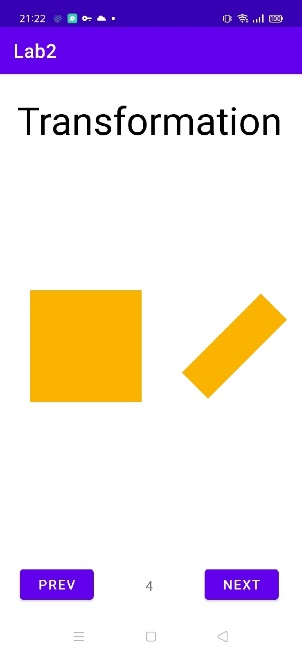 21:22
Lab2
Transformation
PREV
4
NEXT